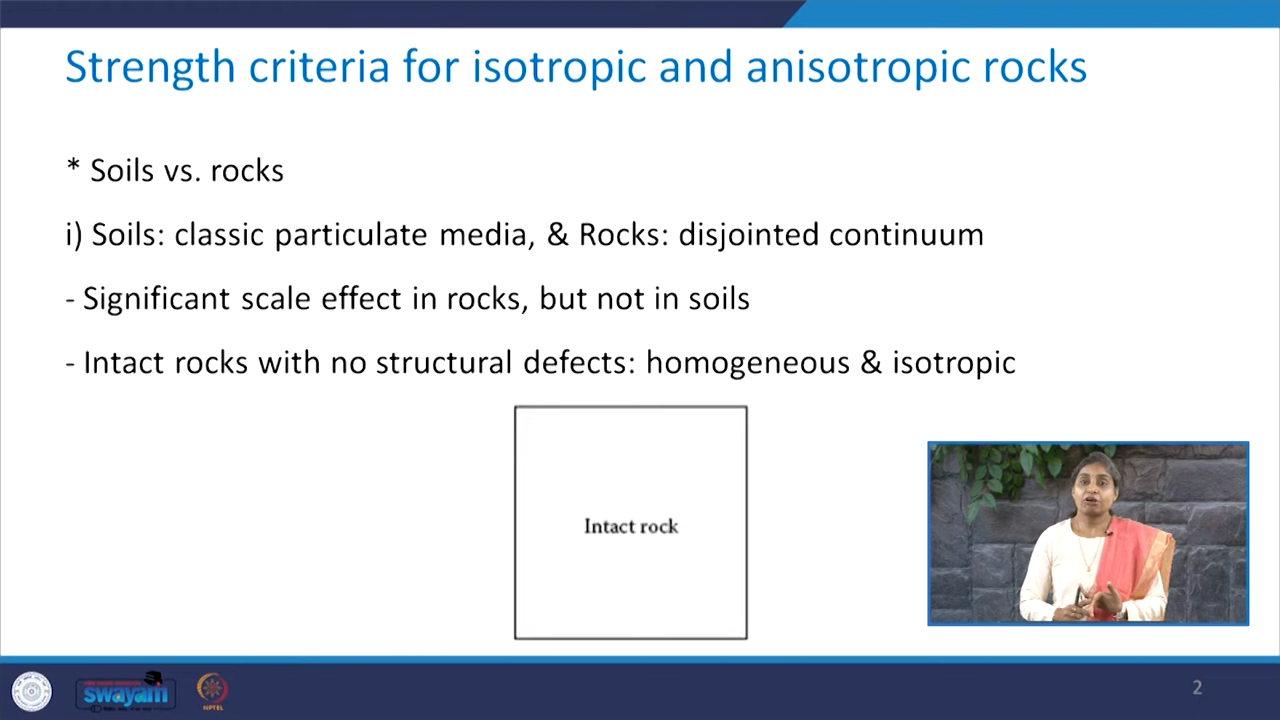 Strength criteria for isotropic and anisotropic rocks
* Soils vs. rocks
i) Soils: classic particulate media, & Rocks: disjointed continuum
- Significant scale effect in rocks, but not in soils
- Intact rocks with no structural defects: homogeneous & isotropic
Intact rock
swayam
NPTEL
2